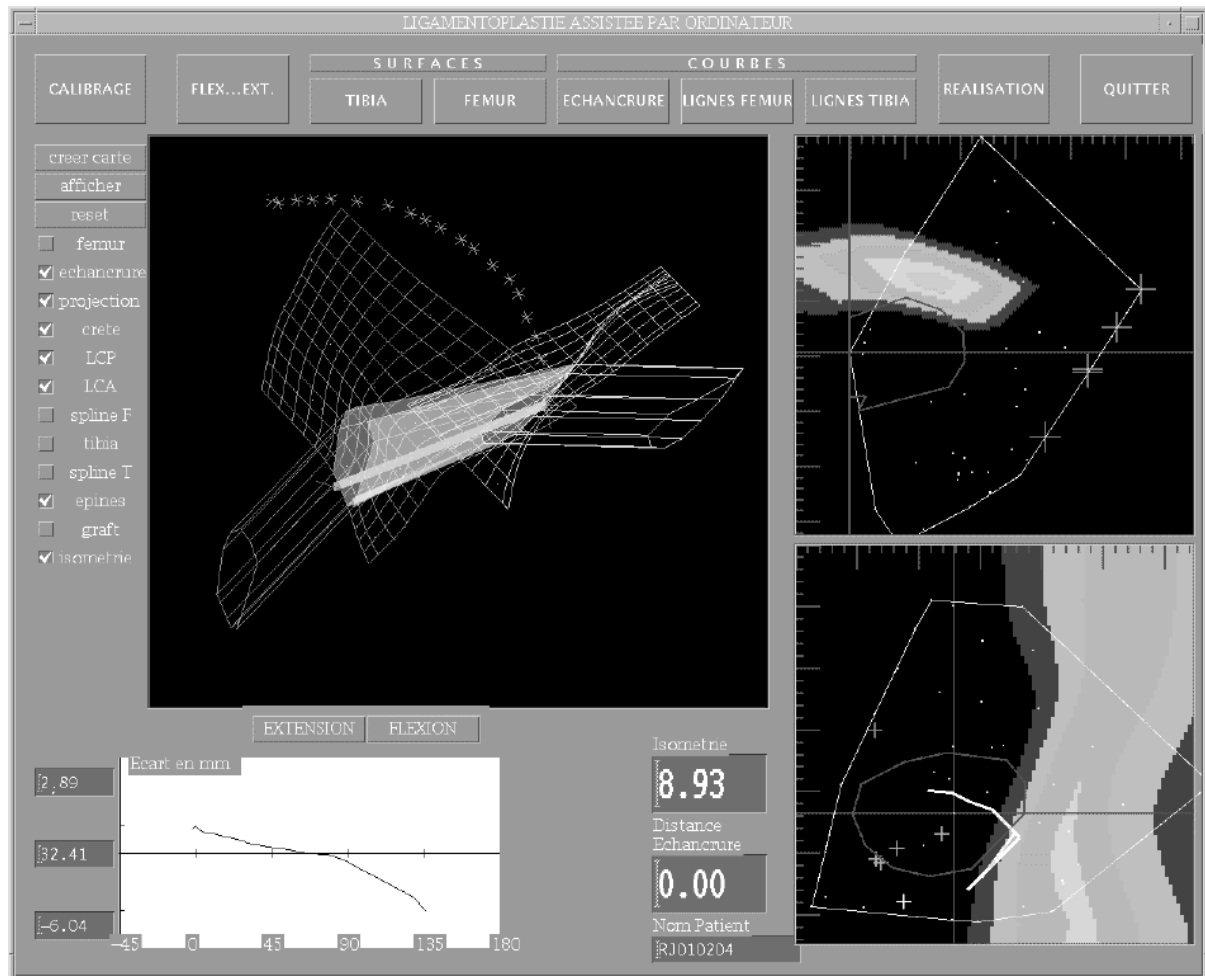 LIGAMENTOPLASTIE ASSISTEE PAR ORDINATEUR
CALIBRAGE
FLEX...EXT.
SURFACES
TIBIA
FEMUR
COURBES
ECHANCRURE
LIGNES FEMUR
LIGNES TIBIA
REALISATION
QUITTER
creer carte
afficher
reset
femur
echancrure
projection
crete
LCP
LCA
spline F
tibia
spline T
epines
graft
isometrie
EXTENSION
FLEXION
Ecart en mm
2,89
32.41
-6.04
-45 0 45 90 135 180
Isometrie
8.93
Distance
Echancrure
0.00
Nom Patient
RJ010204